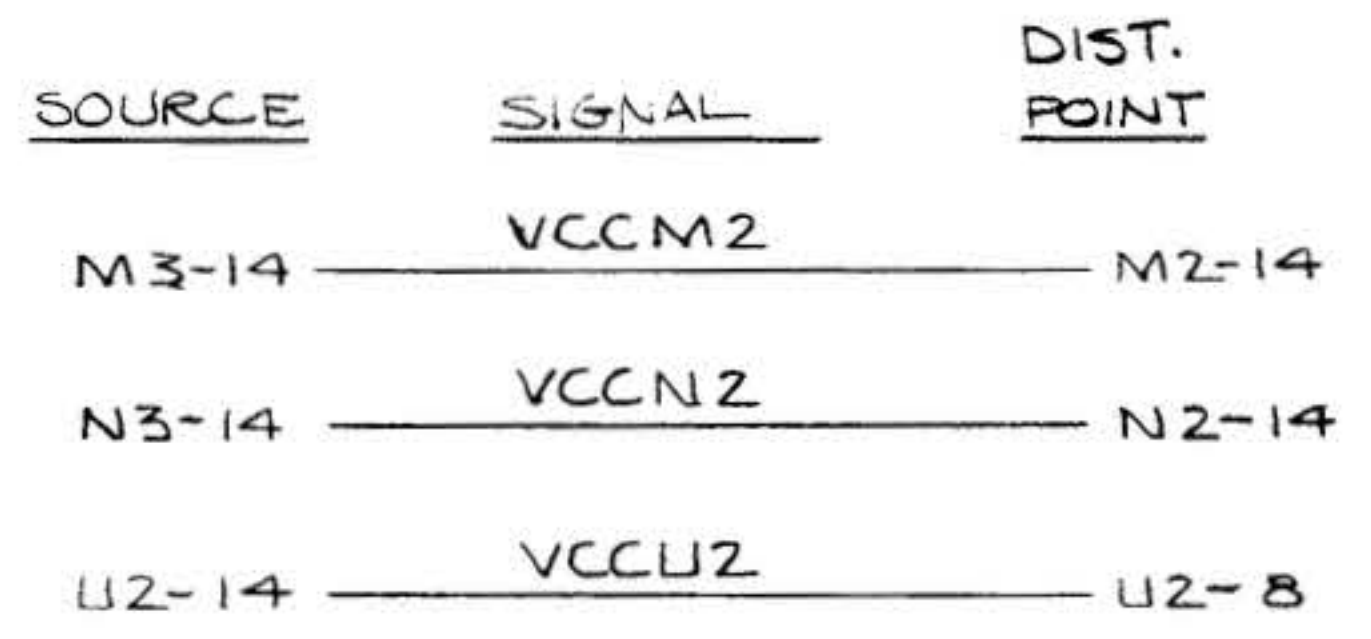 SOURCE SIGNAL DIST. POINT
M3-14 VCCM2 M2-14
N3-14 VCCN2 N2-14
U2-14 VCCU2 U2-8